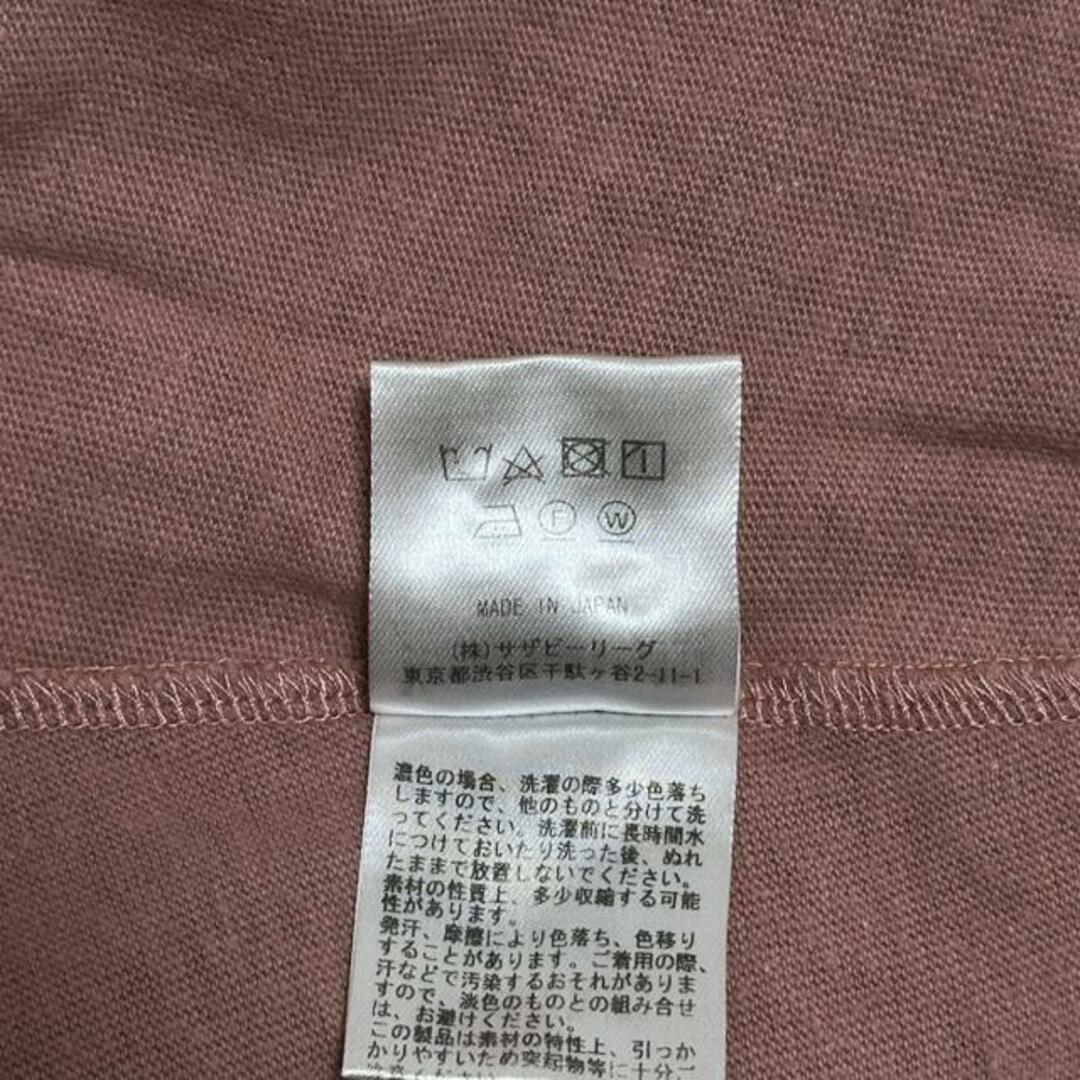 F W
MADE IN JAPAN
(株)サザビーリーグ
東京都渋谷区千駄ヶ谷2-11-1
濃色の場合、洗濯の際多少色落ち
しますので、他のものと分けて洗
ってください。洗濯前に長時間水
につけておいたり洗った後、ぬれ
たままで放置しないでください。
素材の性質上、多少収縮する可能
性があります。
発汗、摩擦により色落ち、色移り
することがあります。ご着用の際、
汗などで汚染するおそれがありま
すので、淡色のものとの組み合せ
は、お避けください。
この製品は素材の特性上、引っか
かりやすいため突起物等に十分